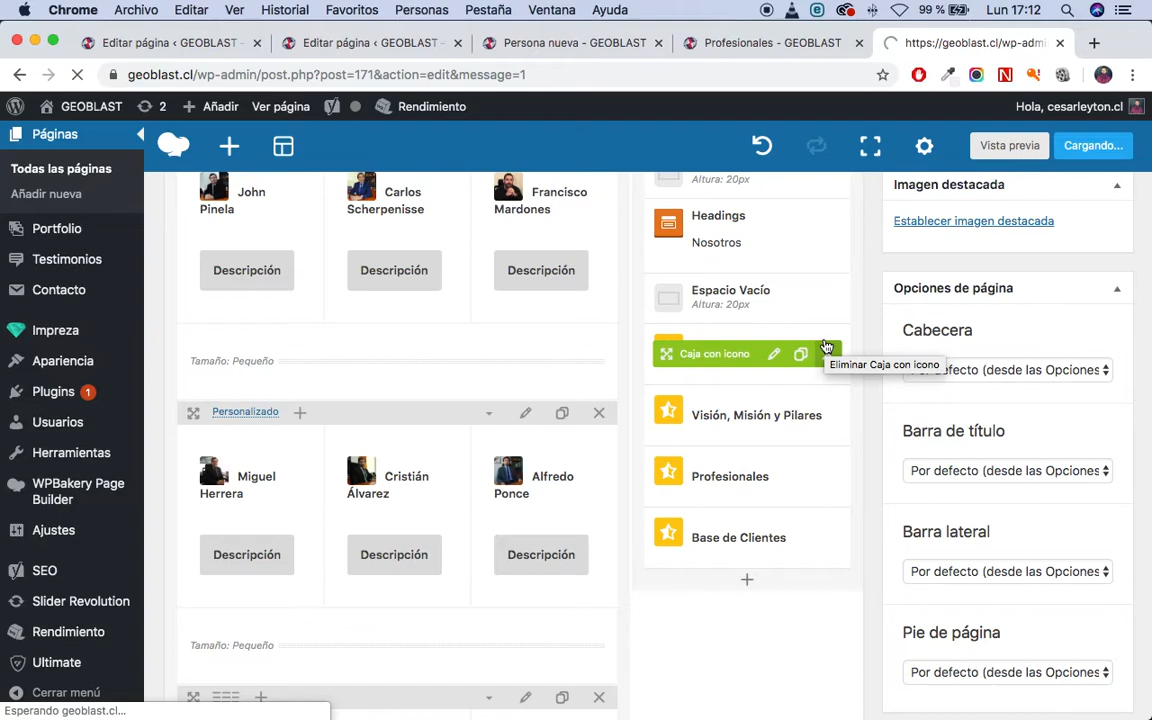 Chrome Archivo Editar Ver Historial Favoritos Personas Pestaña Ventana Ayuda 99 % Lun 17:12
Editar página ‹ GEOBLAST - Editar página ‹ GEOBLAST - Persona nueva - GEOBLAST Profesionales - GEOBLAST https://geoblast.cl/wp-admi
geoblast.cl/wp-admin/post.php?post=171&action=edit&message=1
GEOBLAST 2 Añadir Ver página Rendimiento Hola, cesarleyton.cl
Páginas
Todas las páginas
Añadir nueva
Portfolio
Testimonios
Contacto
Impreza
Apariencia
Plugins 1
Usuarios
Herramientas
WPBakery Page
Builder
Ajustes
SEO
Slider Revolution
Rendimiento
Ultimate
Cerrar menú
Esperando geoblast.cl...
Vista previa Cargando...
John
Pinela
Carlos
Scherpenisse
Francisco
Mardones
Descripción Descripción Descripción
Tamaño: Pequeño
Personalizado
Miguel
Herrera
Cristián
Álvarez
Alfredo
Ponce
Descripción Descripción Descripción
Tamaño: Pequeño
Altura: 20px
Headings
Nosotros
Espacio Vacío
Altura: 20px
Caja con icono
Eliminar Caja con icono
Visión, Misión y Pilares
Profesionales
Base de Clientes
Imagen destacada
Establecer imagen destacada
Opciones de página
Cabecera
Por defecto (desde las Opciones
Barra de título
Por defecto (desde las Opciones
Barra lateral
Por defecto (desde las Opciones
Pie de página
Por defecto (desde las Opciones